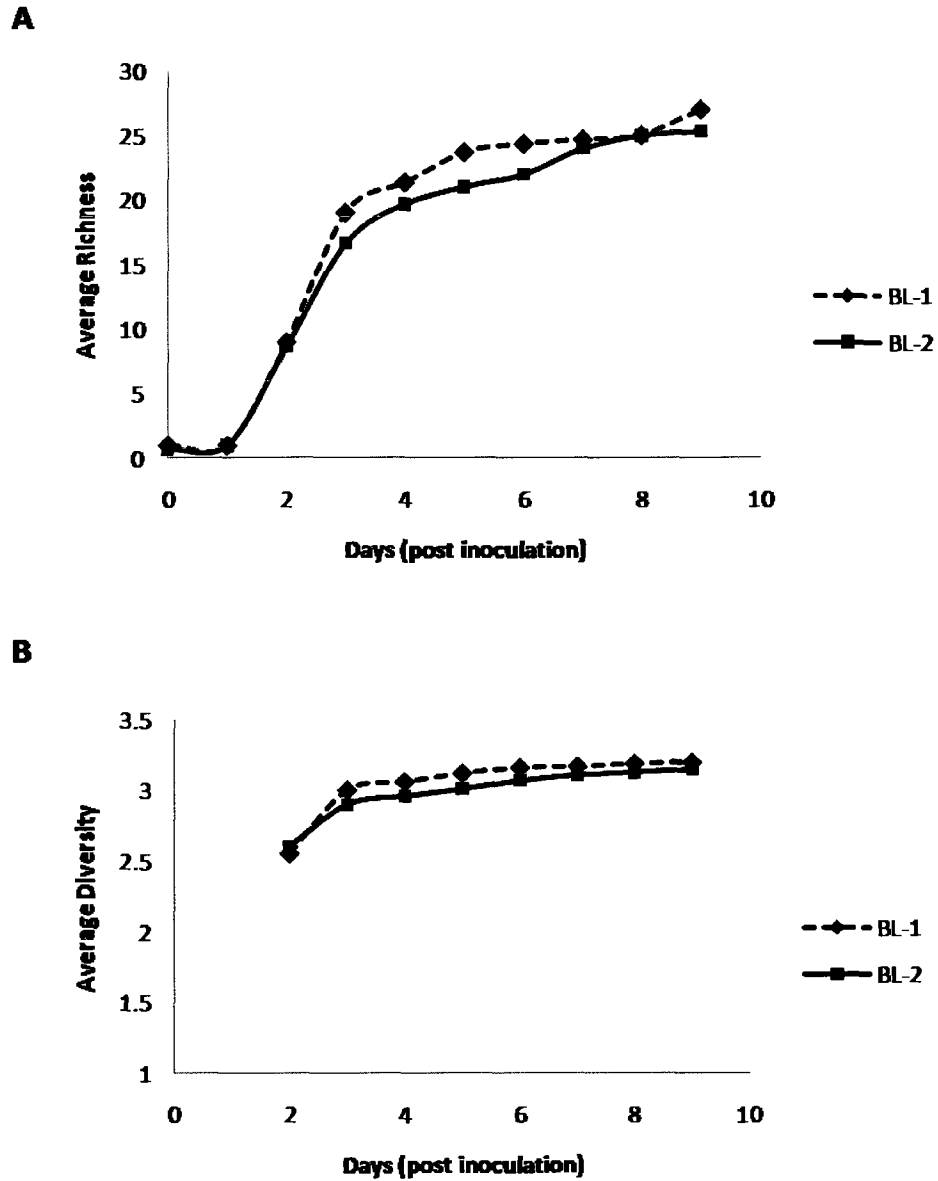 A
30
25
20
15
10
5
0
Average Richness
0 2 4 6 8 10
Days (post inoculation)
BL-1
BL-2
B
3.5
3
2.5
2
1.5
1
Average Diversity
0 2 4 6 8 10
Days (post inoculation)
BL-1
BL-2